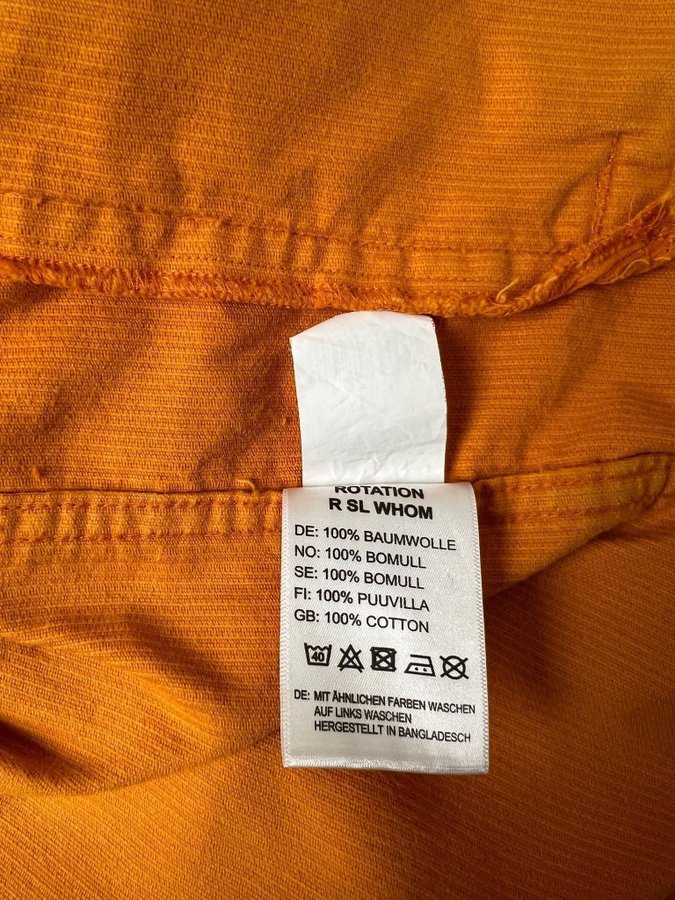 ROTATION
R SL WHOM
DE: 100% BAUMWOLLE
NO: 100% BOMULL
SE: 100% BOMULL
FI: 100% PUUVILLA
GB: 100% COTTON
40
DE: MIT ÄHNLICHEN FARBEN WASCHEN
AUF LINKS WASCHEN
HERGESTELLT IN BANGLADESCH